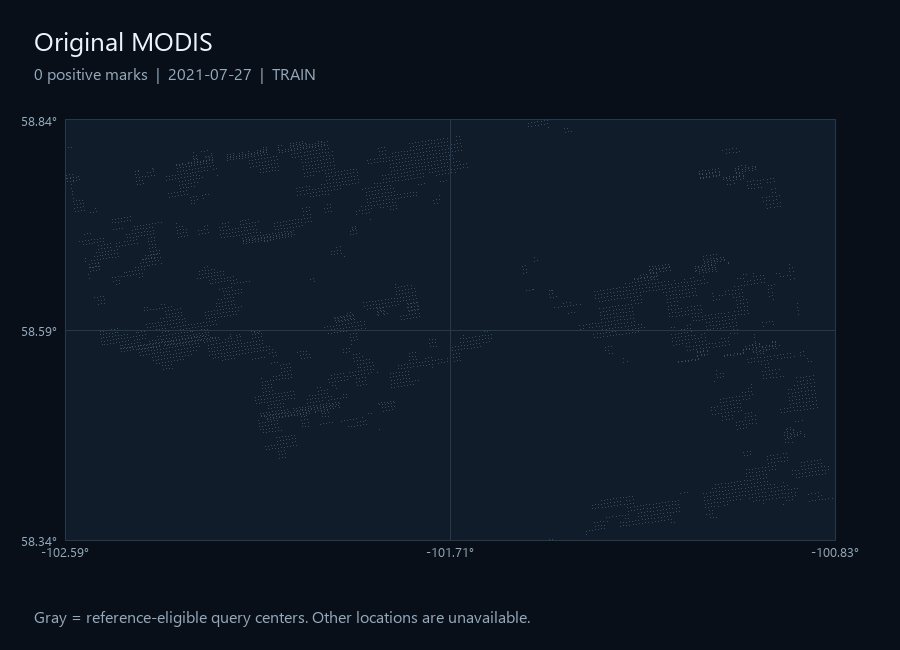 Original MODIS
0 positive marks | 2021-07-27 | TRAIN
58.84°
58.59°
58.34°
-102.59°
-101.71°
-100.83°
Gray = reference-eligible query centers. Other locations are unavailable.